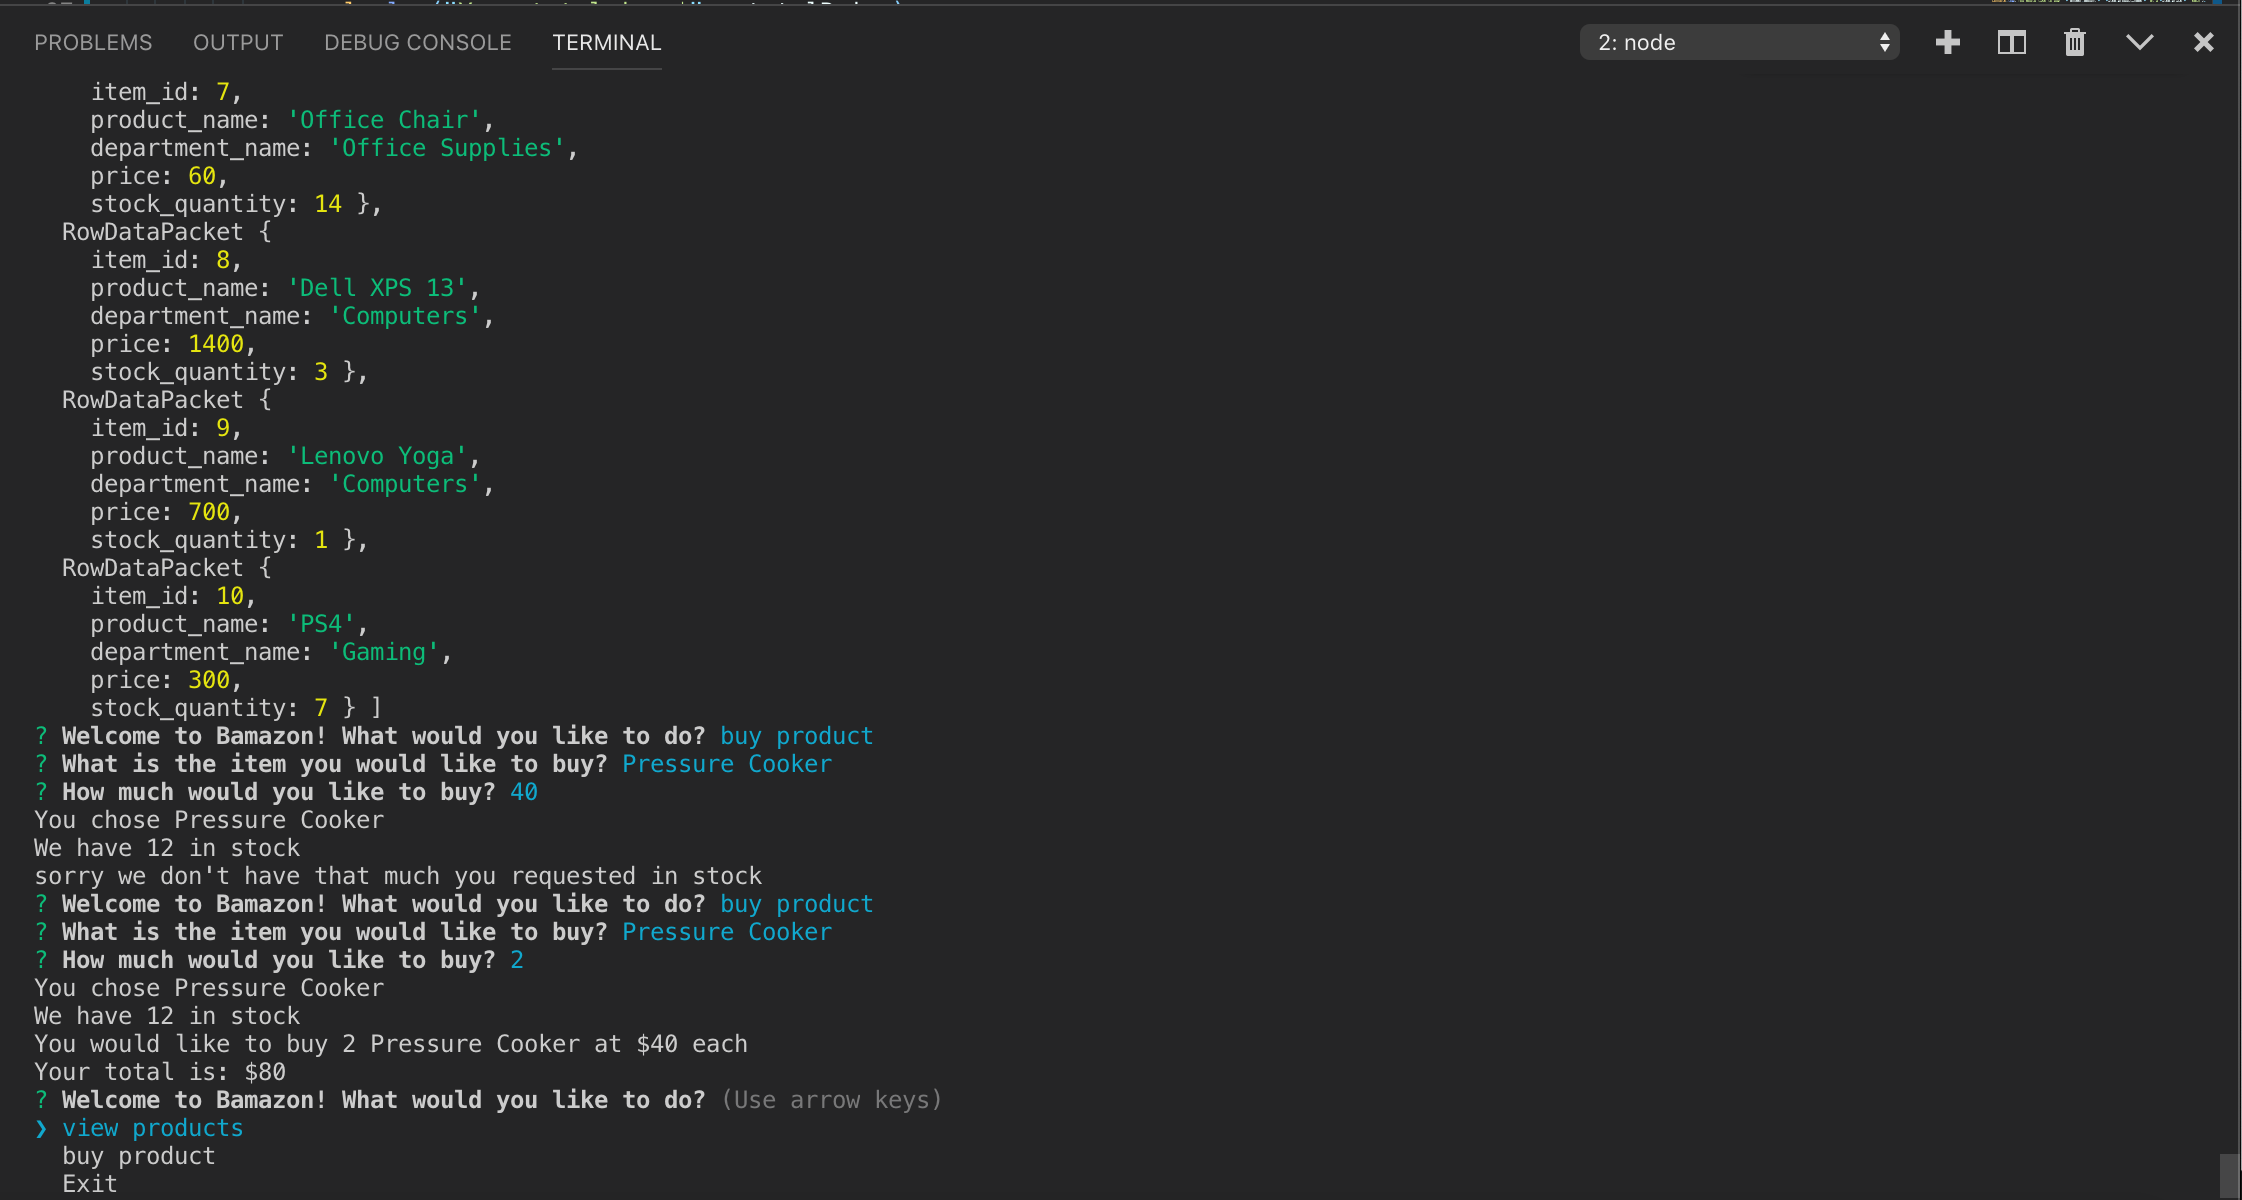 PROBLEMS OUTPUT DEBUG CONSOLE TERMINAL 2: node
item_id: 7,
product_name: 'Office Chair',
department_name: 'Office Supplies',
price: 60,
stock_quantity: 14 },
RowDataPacket {
item_id: 8,
product_name: 'Dell XPS 13',
department_name: 'Computers',
price: 1400,
stock_quantity: 3 },
RowDataPacket {
item_id: 9,
product_name: 'Lenovo Yoga',
department_name: 'Computers',
price: 700,
stock_quantity: 1 },
RowDataPacket {
item_id: 10,
product_name: 'PS4',
department_name: 'Gaming',
price: 300,
stock_quantity: 7 } ]
? Welcome to Bamazon! What would you like to do? buy product
? What is the item you would like to buy? Pressure Cooker
? How much would you like to buy? 40
You chose Pressure Cooker
We have 12 in stock
sorry we don't have that much you requested in stock
? Welcome to Bamazon! What would you like to do? buy product
? What is the item you would like to buy? Pressure Cooker
? How much would you like to buy? 2
You chose Pressure Cooker
We have 12 in stock
You would like to buy 2 Pressure Cooker at $40 each
Your total is: $80
? Welcome to Bamazon! What would you like to do? (Use arrow keys)
❯ view products
buy product
Exit